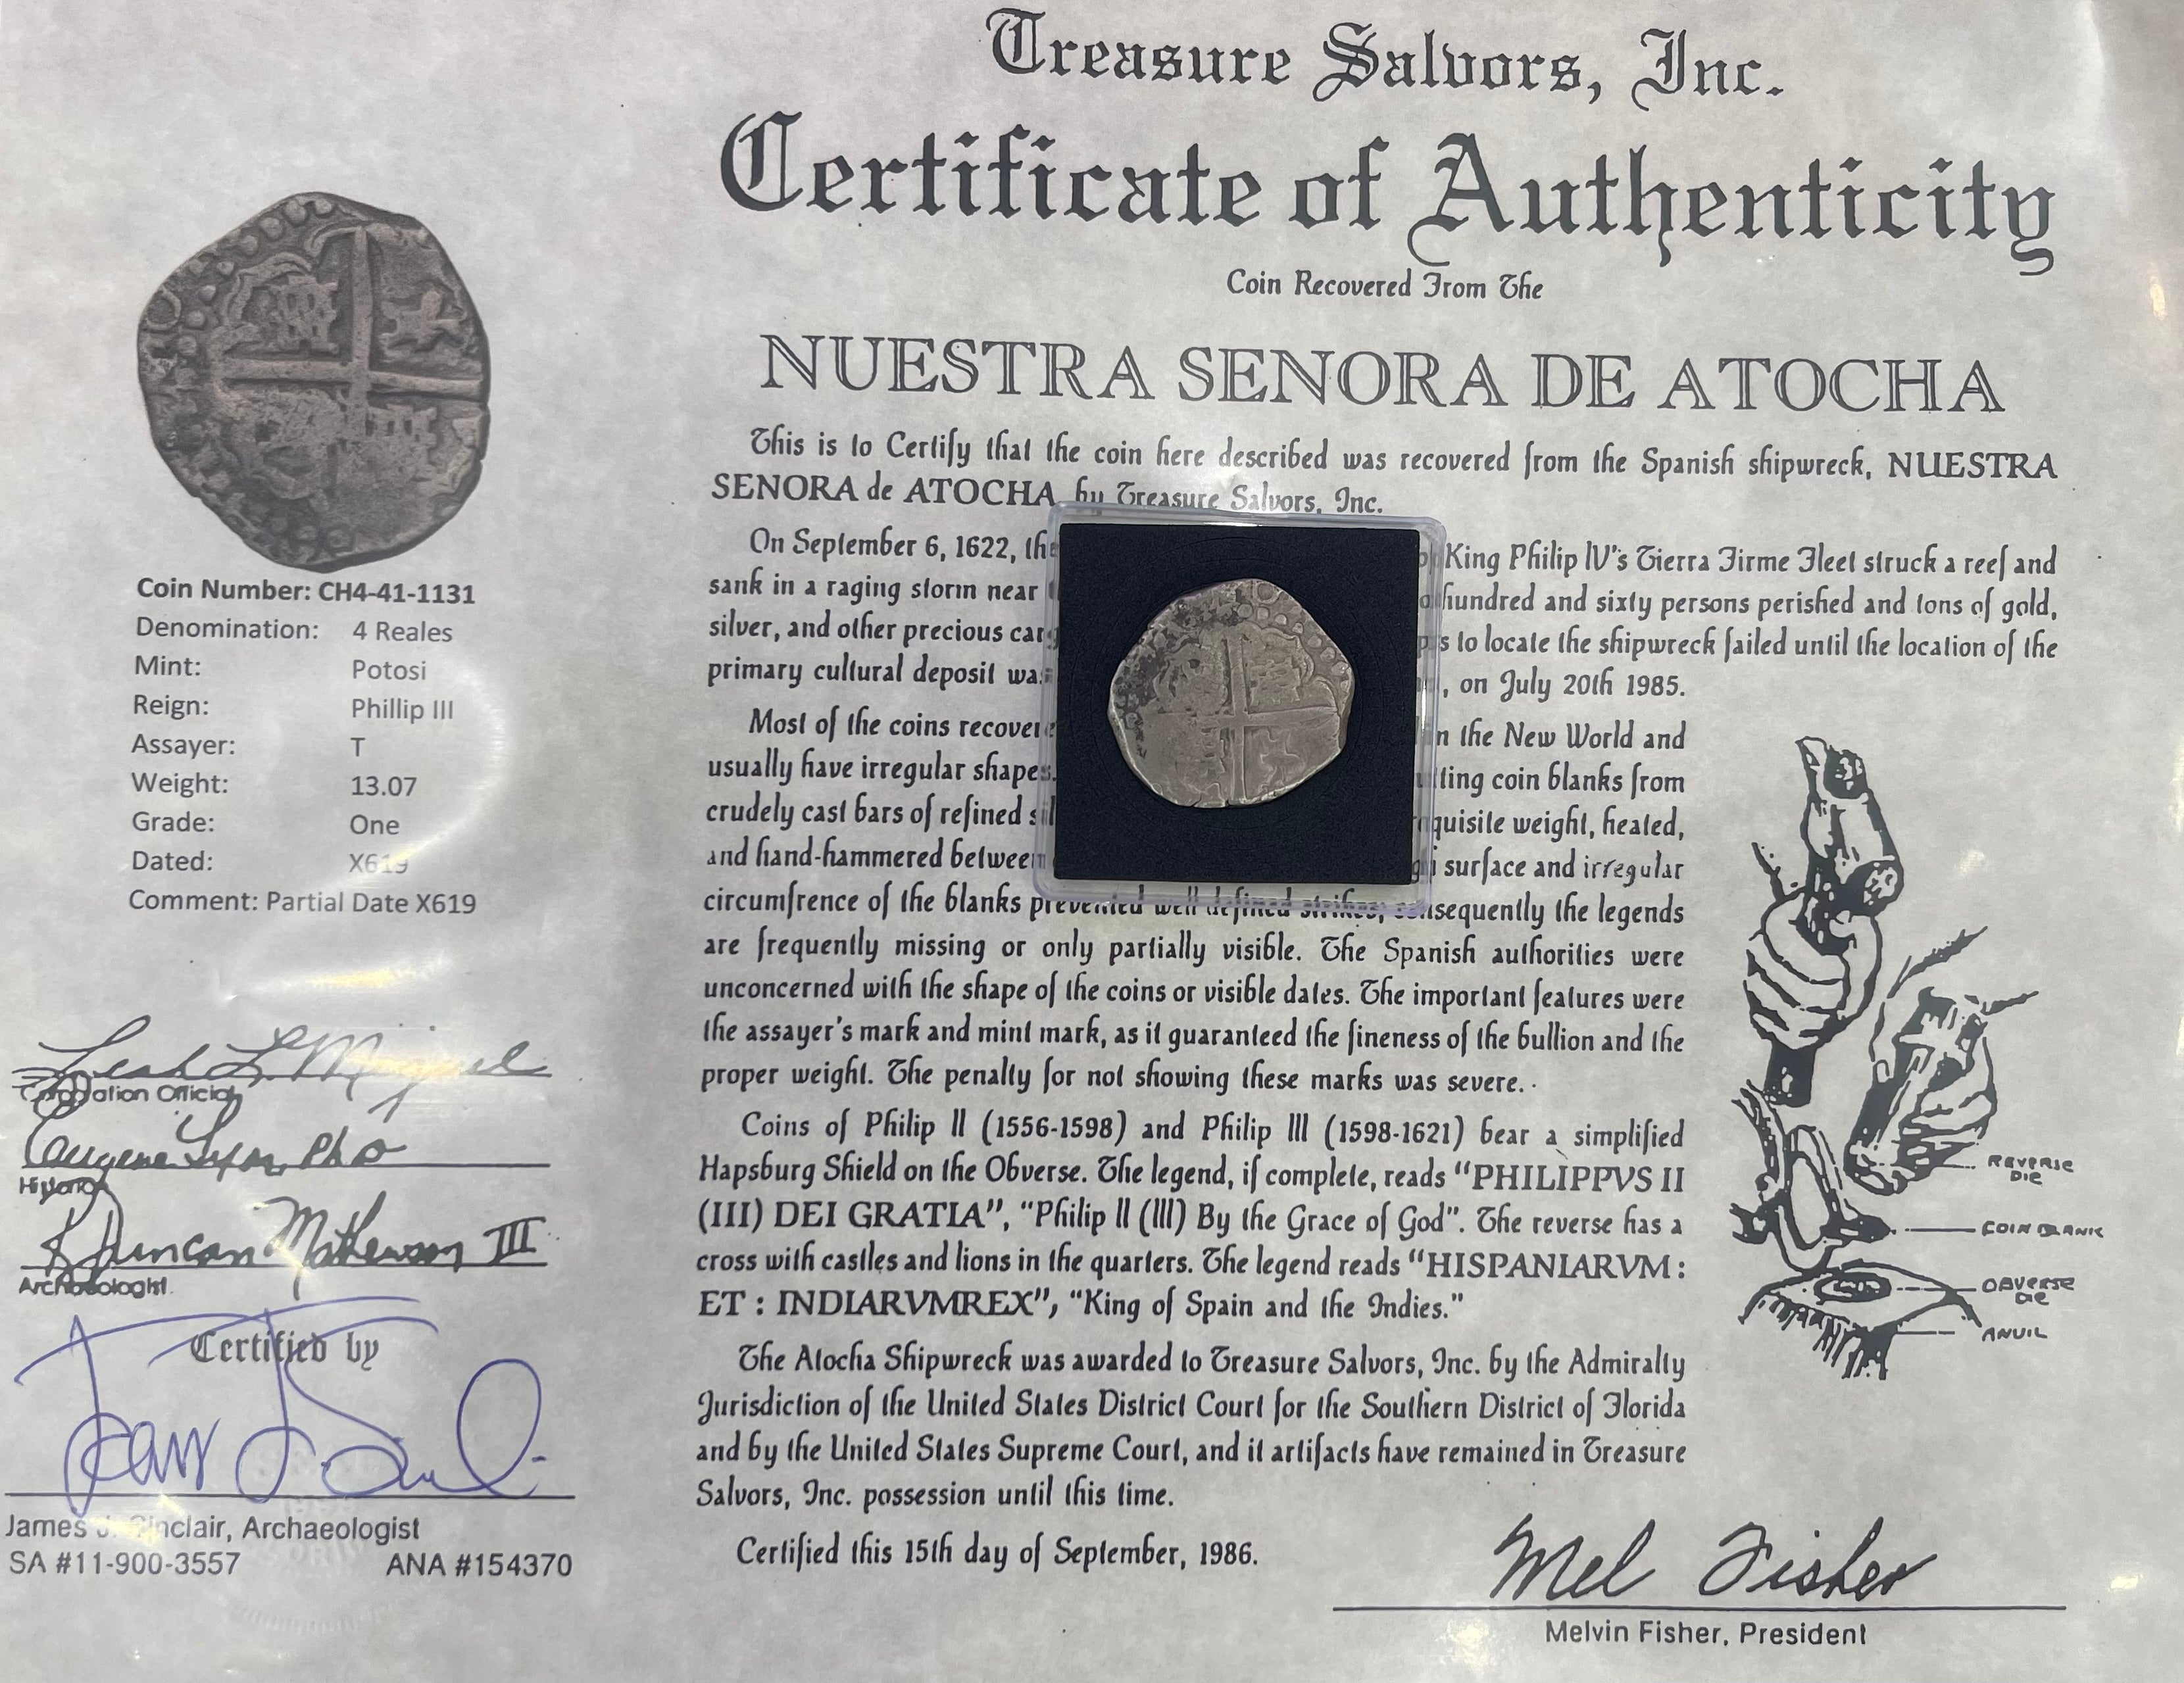 Treasure Salvors, Inc.
Certificate of Authenticity
Coin Recovered From The
NUESTRA SENORA DE ATOCHA
This is to Certify that the coin here described was recovered from the Spanish shipwreck, NUESTRA
SENORA de ATOCHA, by Treasure Salvors, Inc.
On September 6, 1622, King Philip IV's Tierra Firme Fleet struck a reef and
sank in a raging storm near hundred and sixty persons perished and tons of gold,
silver, and other precious to locate the shipwreck failed until the location of the
primary cultural deposit , on July 20th 1985.
Most of the coins the New World and
usually have irregular coin blanks from
crudely cast bars of refined weight, heated,
and hand-hammered surface and irregular
circumfrence of the blanks prevented well defined strikes; consequently the legends
are frequently missing or only partially visible. The Spanish authorities were
unconcerned with the shape of the coins or visible dates. The important features were
the assayer's mark and mint mark, as it guaranteed the fineness of the bullion and the
proper weight. The penalty for not showing these marks was severe.
Coins of Philip II (1556-1598) and Philip III (1598-1621) bear a simplified
Hapsburg Shield on the Obverse. The legend, if complete, reads "PHILIPPVS II
(III) DEI GRATIA", "Philip II (III) By the Grace of God". The reverse has a
cross with castles and lions in the quarters. The legend reads "HISPANIARVM :
ET : INDIARVMREX", "King of Spain and the Indies."
The Atocha Shipwreck was awarded to Treasure Salvors, Inc. by the Admiralty
Jurisdiction of the United States District Court for the Southern District of Florida
and by the United States Supreme Court, and it artifacts have remained in Treasure
Salvors, Inc. possession until this time.
Certified this 15th day of September, 1986.
Mel Fisher
Melvin Fisher, President
REVERSE
DIE
COIN BLANK
OBVERSE
DIE
ANVIL
Coin Number: CH4-41-1131
Denomination: 4 Reales
Mint: Potosi
Reign: Phillip III
Assayer: T
Weight: 13.07
Grade: One
Dated: X619
Comment: Partial Date X619
Official
Eugene Lyon, PhD
Historian
Duncan Mathewson III
Archaeologist
Certified by
James J. Sinclair, Archaeologist
SA #11-900-3557 ANA #154370